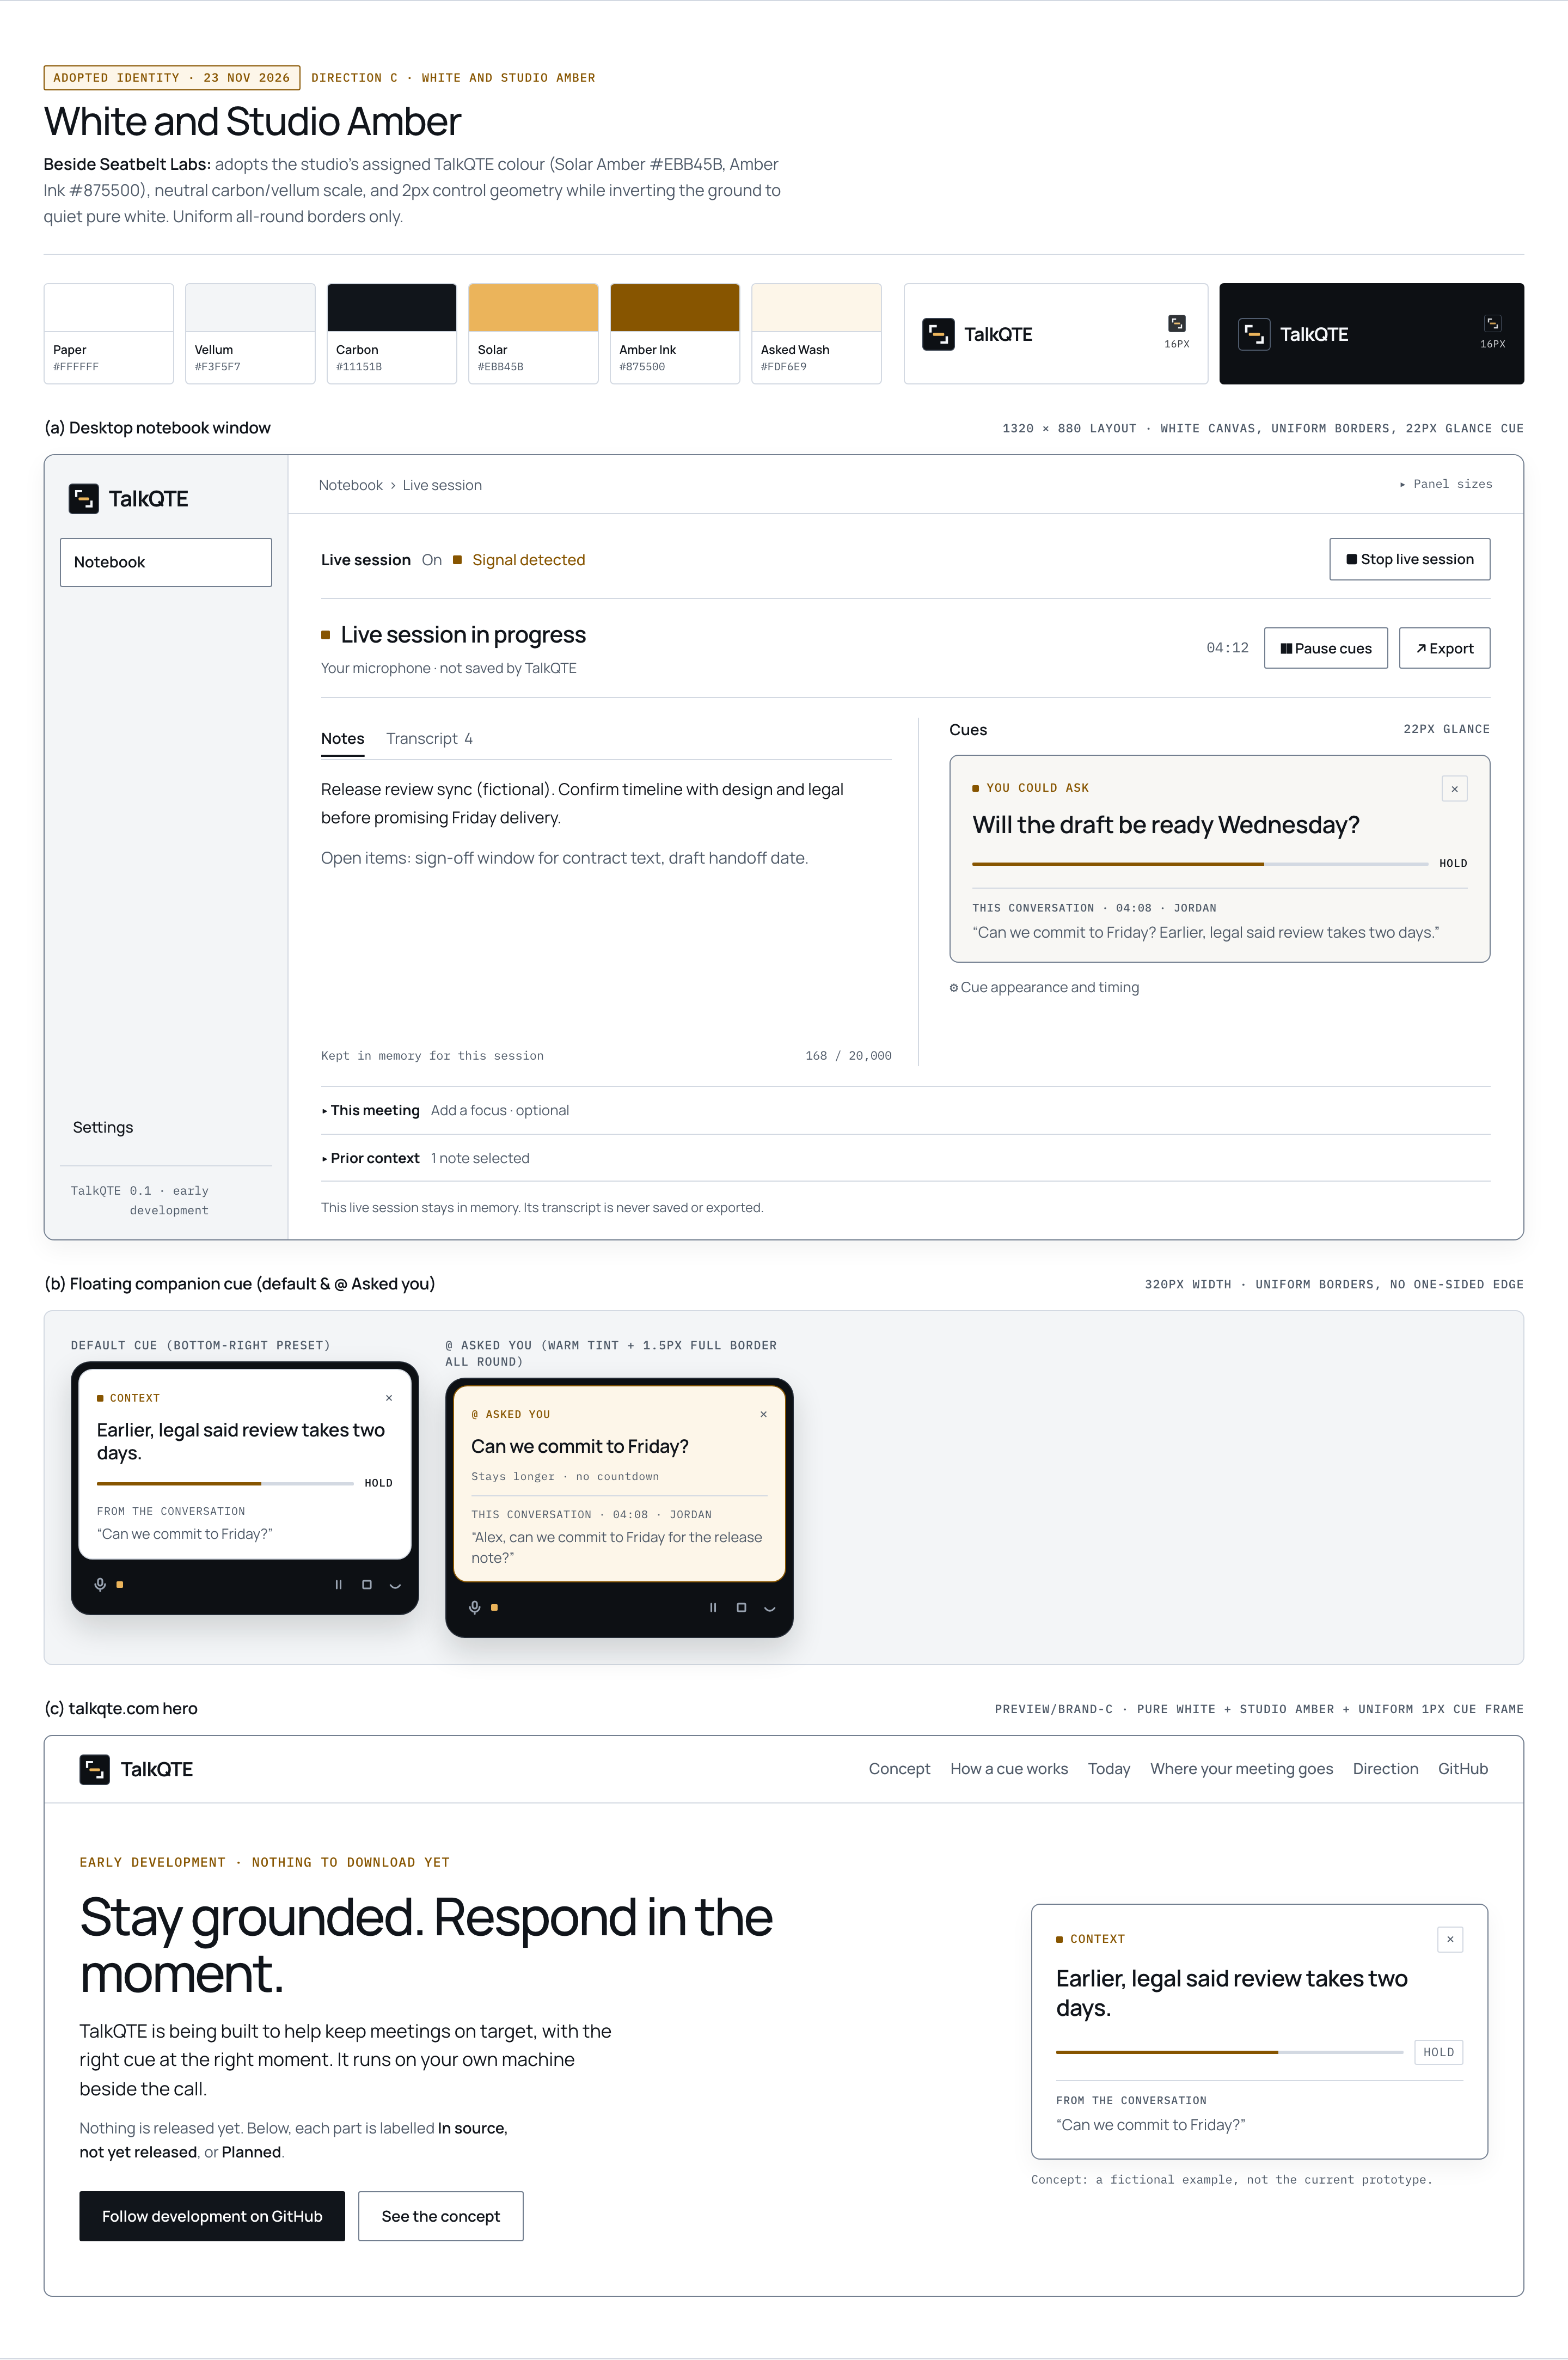 ADOPTED IDENTITY · 23 NOV 2026
DIRECTION C · WHITE AND STUDIO AMBER
White and Studio Amber
Beside Seatbelt Labs: adopts the studio's assigned TalkQTE colour (Solar Amber #EBB45B, Amber
Ink #875500), neutral carbon/vellum scale, and 2px control geometry while inverting the ground to
quiet pure white. Uniform all-round borders only.
Paper
#FFFFFF
Vellum
#F3F5F7
Carbon
#11151B
Solar
#EBB45B
Amber Ink
#875500
Asked Wash
#FDF6E9
TalkQTE
16PX
TalkQTE
16PX
(a) Desktop notebook window
1320 × 880 LAYOUT · WHITE CANVAS, UNIFORM BORDERS, 22PX GLANCE CUE
TalkQTE
Notebook
Settings
TalkQTE 0.1 · early
development
Notebook › Live session
▸ Panel sizes
Live session On Signal detected
Stop live session
Live session in progress
Your microphone · not saved by TalkQTE
04:12
Pause cues
↗ Export
Notes
Transcript 4
Release review sync (fictional). Confirm timeline with design and legal
before promising Friday delivery.
Open items: sign-off window for contract text, draft handoff date.
Kept in memory for this session
168 / 20,000
Cues
22PX GLANCE
YOU COULD ASK
×
Will the draft be ready Wednesday?
HOLD
THIS CONVERSATION · 04:08 · JORDAN
“Can we commit to Friday? Earlier, legal said review takes two days.”
⚙ Cue appearance and timing
▸ This meeting Add a focus · optional
▸ Prior context 1 note selected
This live session stays in memory. Its transcript is never saved or exported.
(b) Floating companion cue (default & @ Asked you)
320PX WIDTH · UNIFORM BORDERS, NO ONE-SIDED EDGE
DEFAULT CUE (BOTTOM-RIGHT PRESET)
CONTEXT
×
Earlier, legal said review takes two
days.
HOLD
FROM THE CONVERSATION
“Can we commit to Friday?”
@ ASKED YOU (WARM TINT + 1.5PX FULL BORDER
ALL ROUND)
@ ASKED YOU
×
Can we commit to Friday?
Stays longer · no countdown
THIS CONVERSATION · 04:08 · JORDAN
“Alex, can we commit to Friday for the release
note?”
(c) talkqte.com hero
PREVIEW/BRAND-C · PURE WHITE + STUDIO AMBER + UNIFORM 1PX CUE FRAME
TalkQTE
Concept
How a cue works
Today
Where your meeting goes
Direction
GitHub
EARLY DEVELOPMENT · NOTHING TO DOWNLOAD YET
Stay grounded. Respond in the
moment.
TalkQTE is being built to help keep meetings on target, with the
right cue at the right moment. It runs on your own machine
beside the call.
Nothing is released yet. Below, each part is labelled In source,
not yet released, or Planned.
Follow development on GitHub
See the concept
CONTEXT
×
Earlier, legal said review takes two
days.
HOLD
FROM THE CONVERSATION
“Can we commit to Friday?”
Concept: a fictional example, not the current prototype.